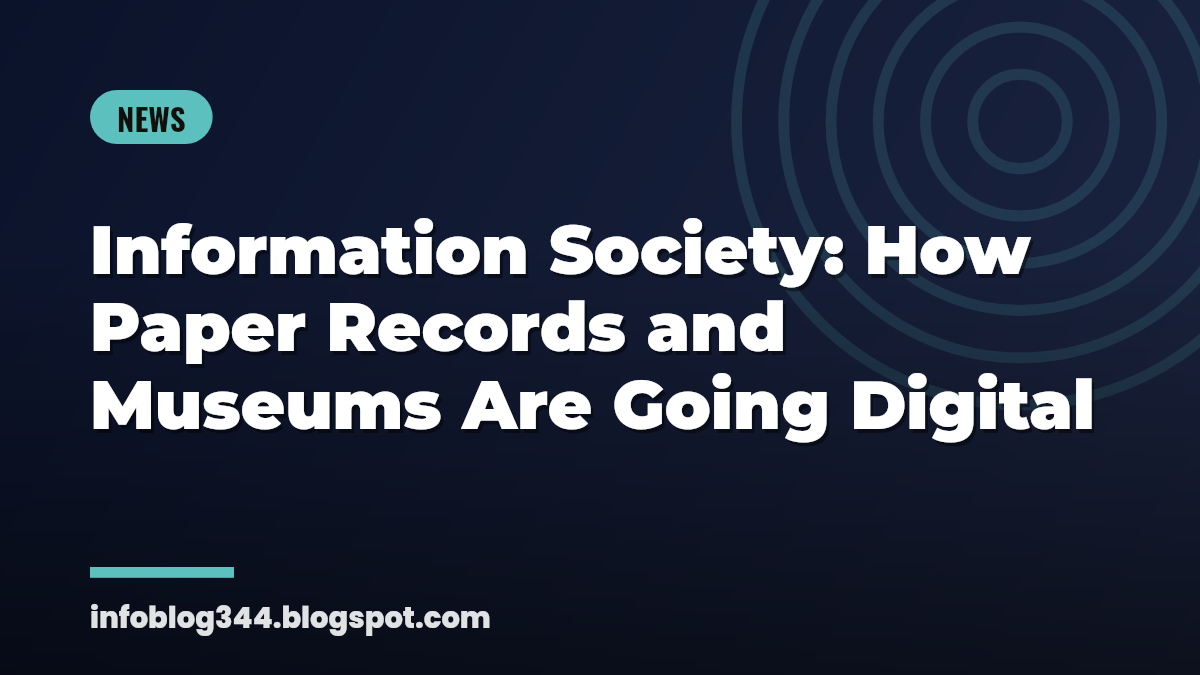 NEWS
Information Society: How
Paper Records and
Museums Are Going Digital
infoblog344.blogspot.com